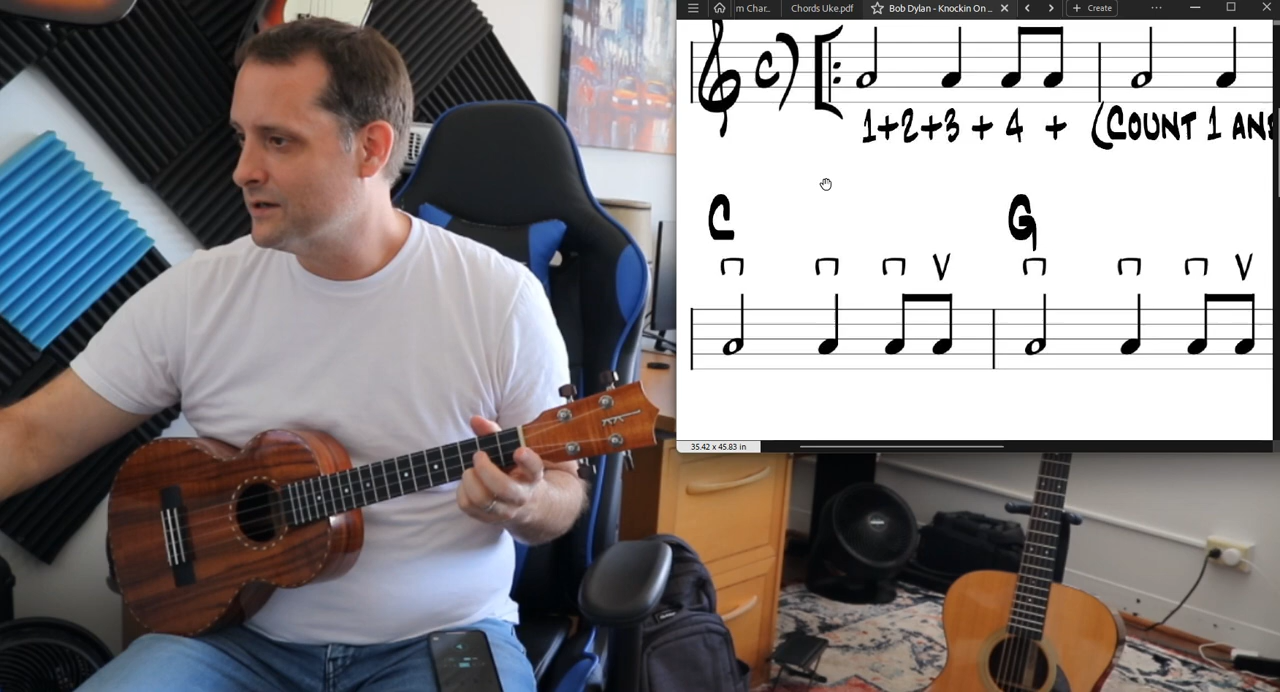 m Char..
Chords Uke.pdf
Bob Dylan - Knockin On ..
Create
1+2+3 + 4 + (COUNT 1 AN
C G
V V
35.42 x 45.83 in